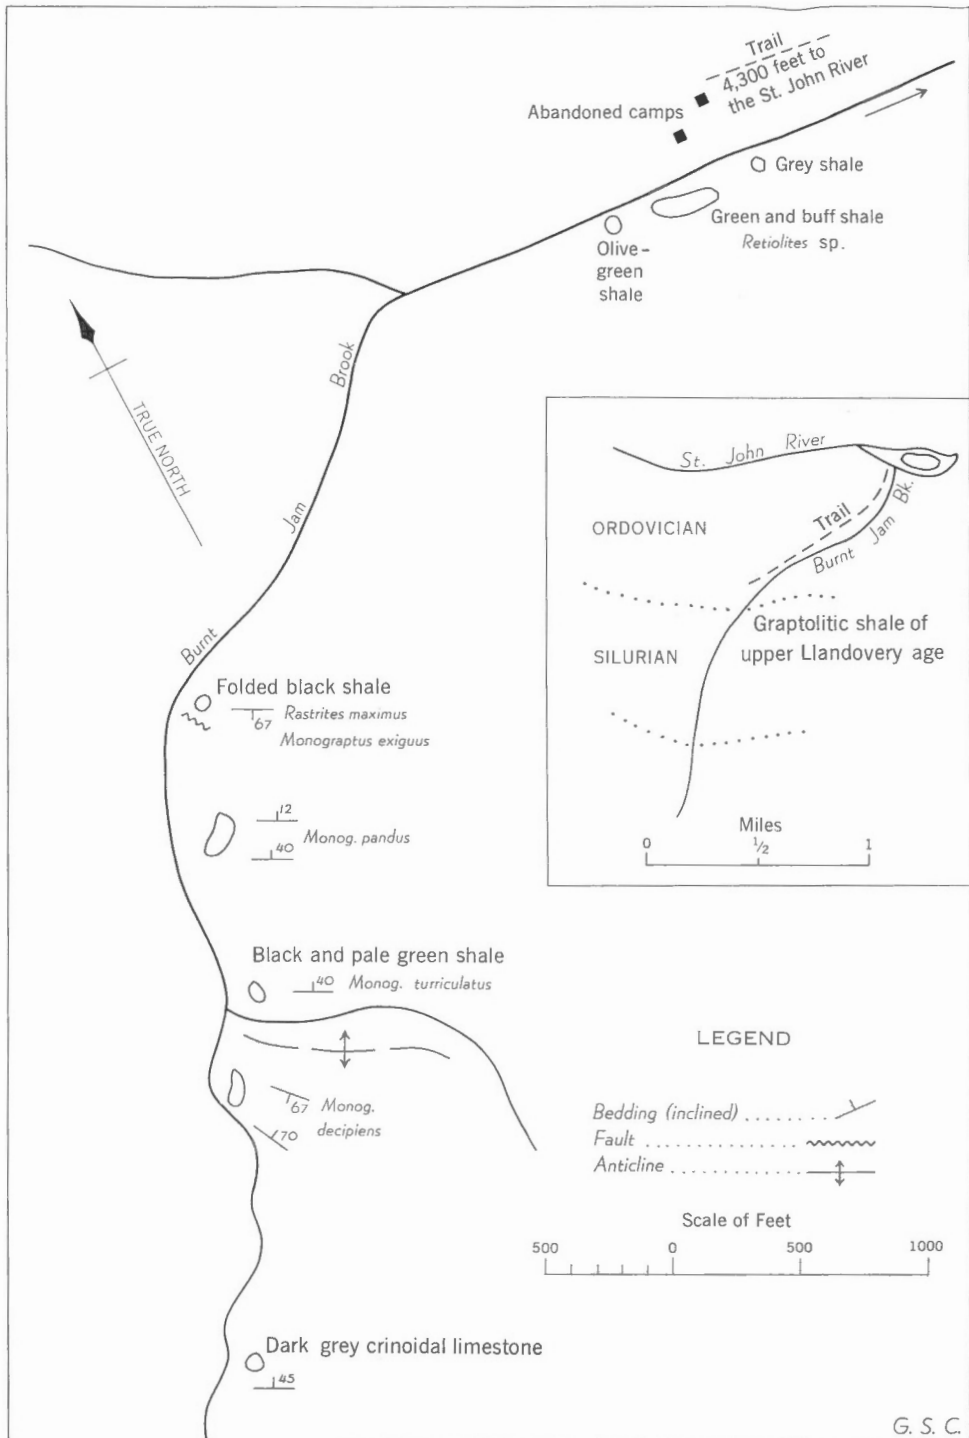 Trail
4,300 feet to
the St. John River
Abandoned camps
Grey shale
Green and buff shale
Retiolites sp.
Olive-
green
shale
Brook
TRUE NORTH
Jam
Burnt
St. John River
ORDOVICIAN
Trail
Burnt Jam Bk.
Graptolitic shale of
upper Llandovery age
SILURIAN
Miles
0 1/2 1
Folded black shale
67 Rastrites maximus
Monograptus exiguus
12
Monog. pandus
40
Black and pale green shale
40 Monog. turriculatus
67 Monog.
decipiens
70
LEGEND
Bedding (inclined) . . . . . . . .
Fault . . . . . . . . . . . . .
Anticline . . . . . . . . . . .
Scale of Feet
500 0 500 1000
Dark grey crinoidal limestone
45
G. S. C.